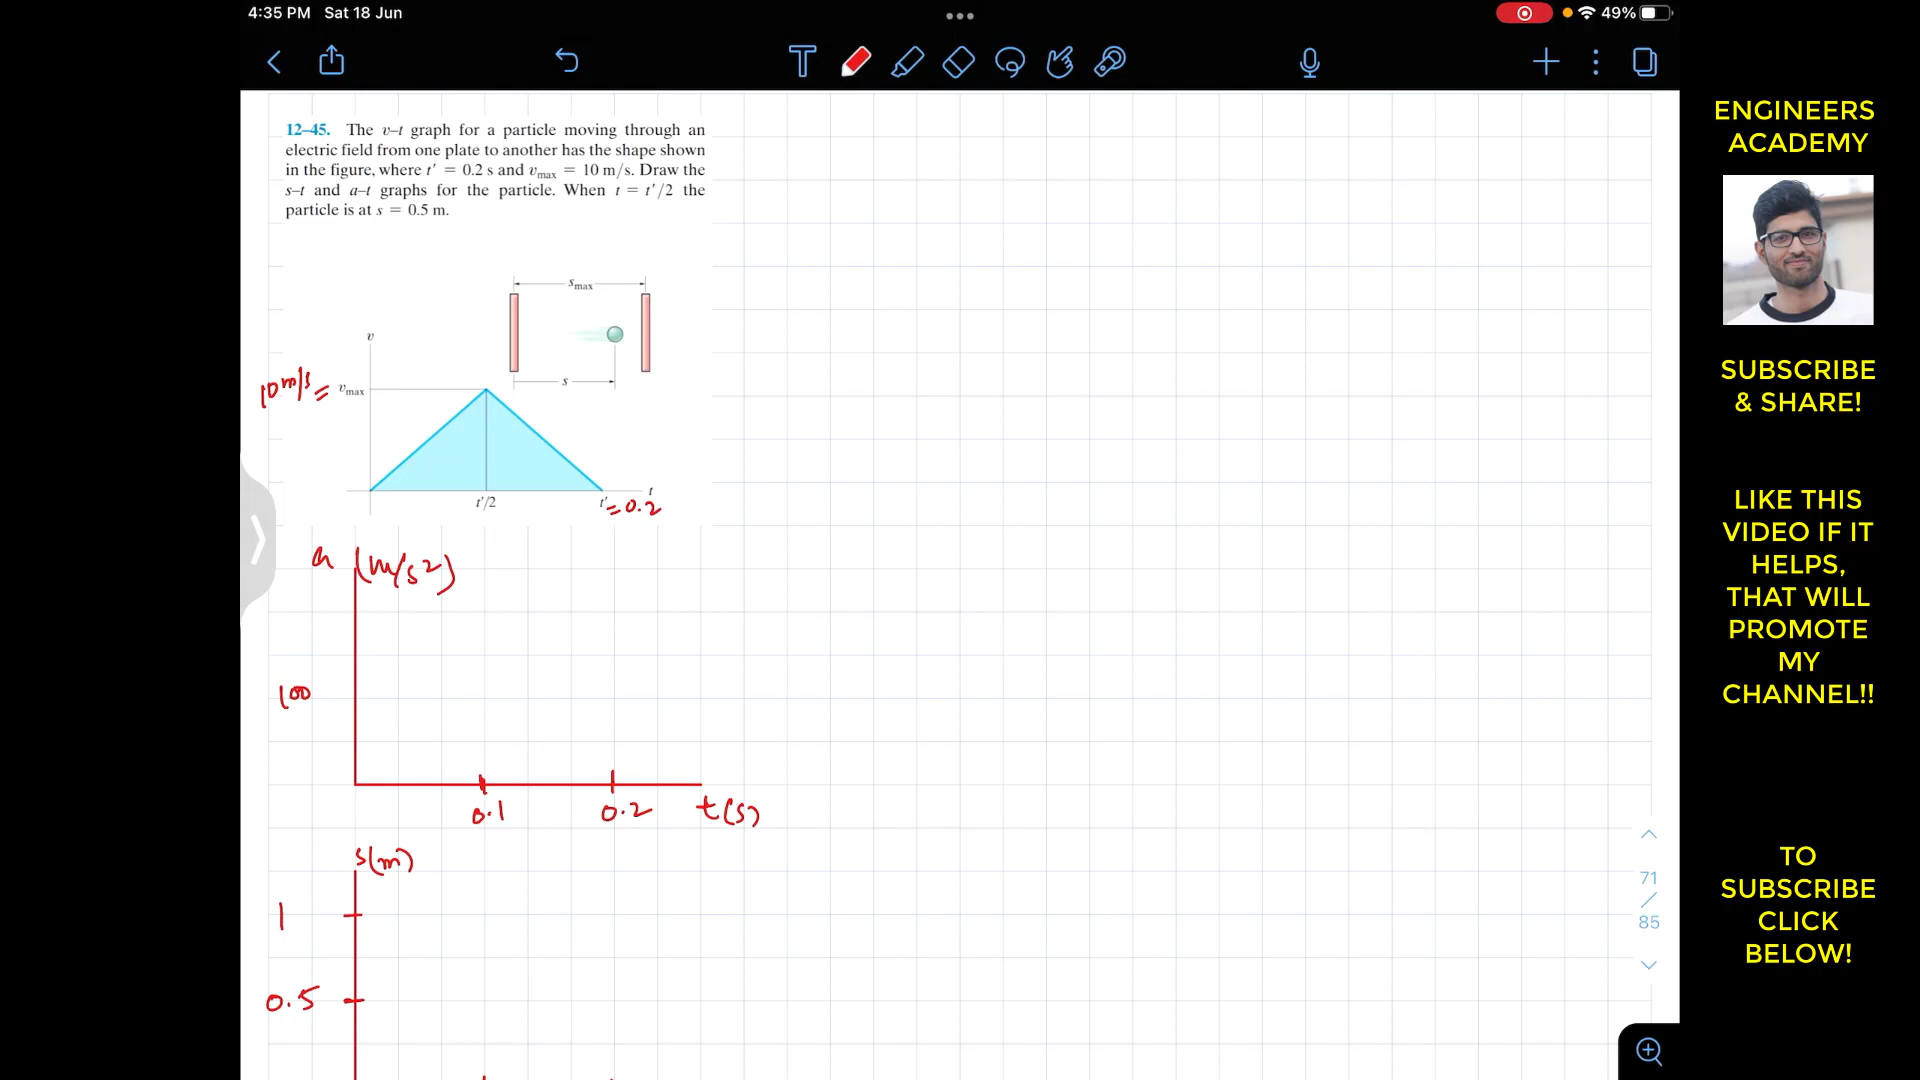 4:35 PM Sat 18 Jun
49%
12–45. The v–t graph for a particle moving through an
electric field from one plate to another has the shape shown
in the figure, where t′ = 0.2 s and vmax = 10 m/s. Draw the
s–t and a–t graphs for the particle. When t = t′/2 the
particle is at s = 0.5 m.
smax
s
v
10 m/s = vmax
t
t′/2
t′ = 0.2
a (m/s²)
100
0.1
0.2
t(s)
s(m)
1
0.5
71
/
85
ENGINEERS
ACADEMY
SUBSCRIBE
& SHARE!
LIKE THIS
VIDEO IF IT
HELPS,
THAT WILL
PROMOTE
MY
CHANNEL!!
TO
SUBSCRIBE
CLICK
BELOW!